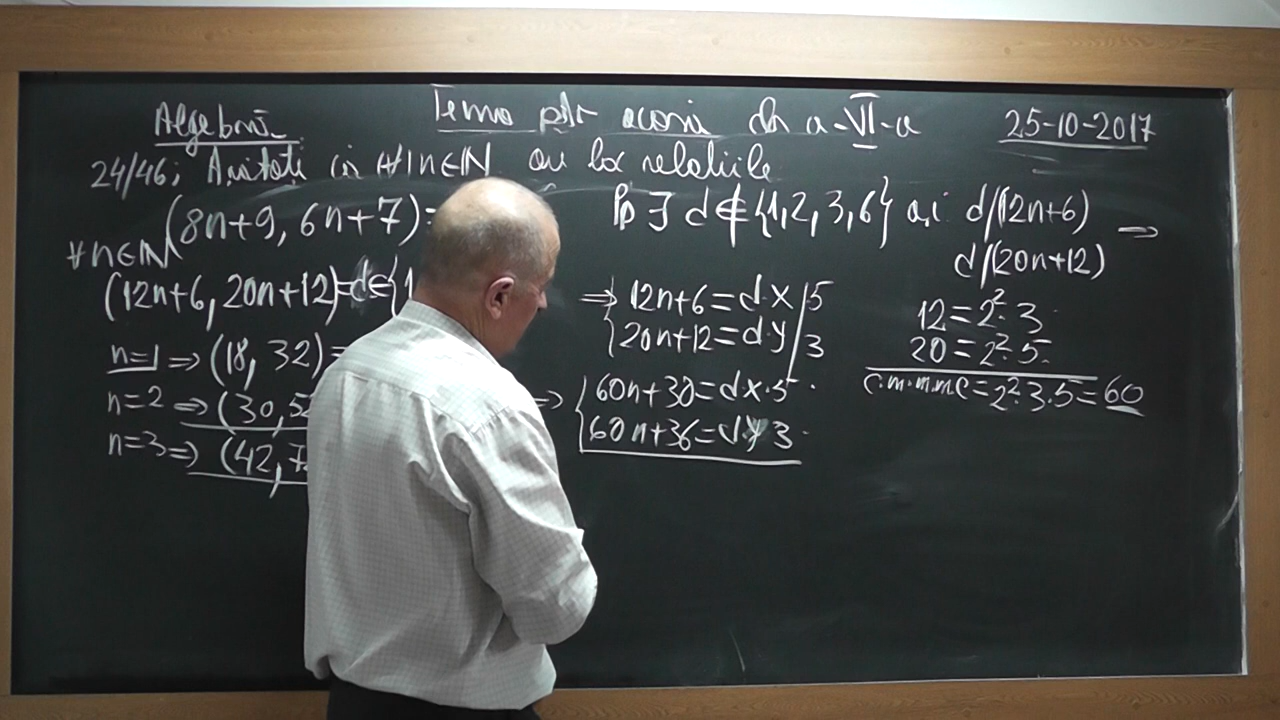 Algebră
Temă ptr acasă cls a-VI-a
25-10-2017
24/46; Arătați că ∀ n∈N au loc relațiile
(8n+9, 6n+7)=
∀n∈N
(12n+6, 20n+12)=d∈{1
n=1 ⇒ (18, 32)=
n=2 ⇒ (30,5
n=3 ⇒ (42,7
Pp ∃ d∉{1,2,3,6} a,i d/(12n+6)
d/(20n+12) ⇒
⇒ {12n+6=d·x /5
20n+12=d·y /3
⇒ {60n+30=dx·5
60n+36=d·y 3
12=2²·3
20=2²·5
c.m.m.m.c=2²·3·5=60